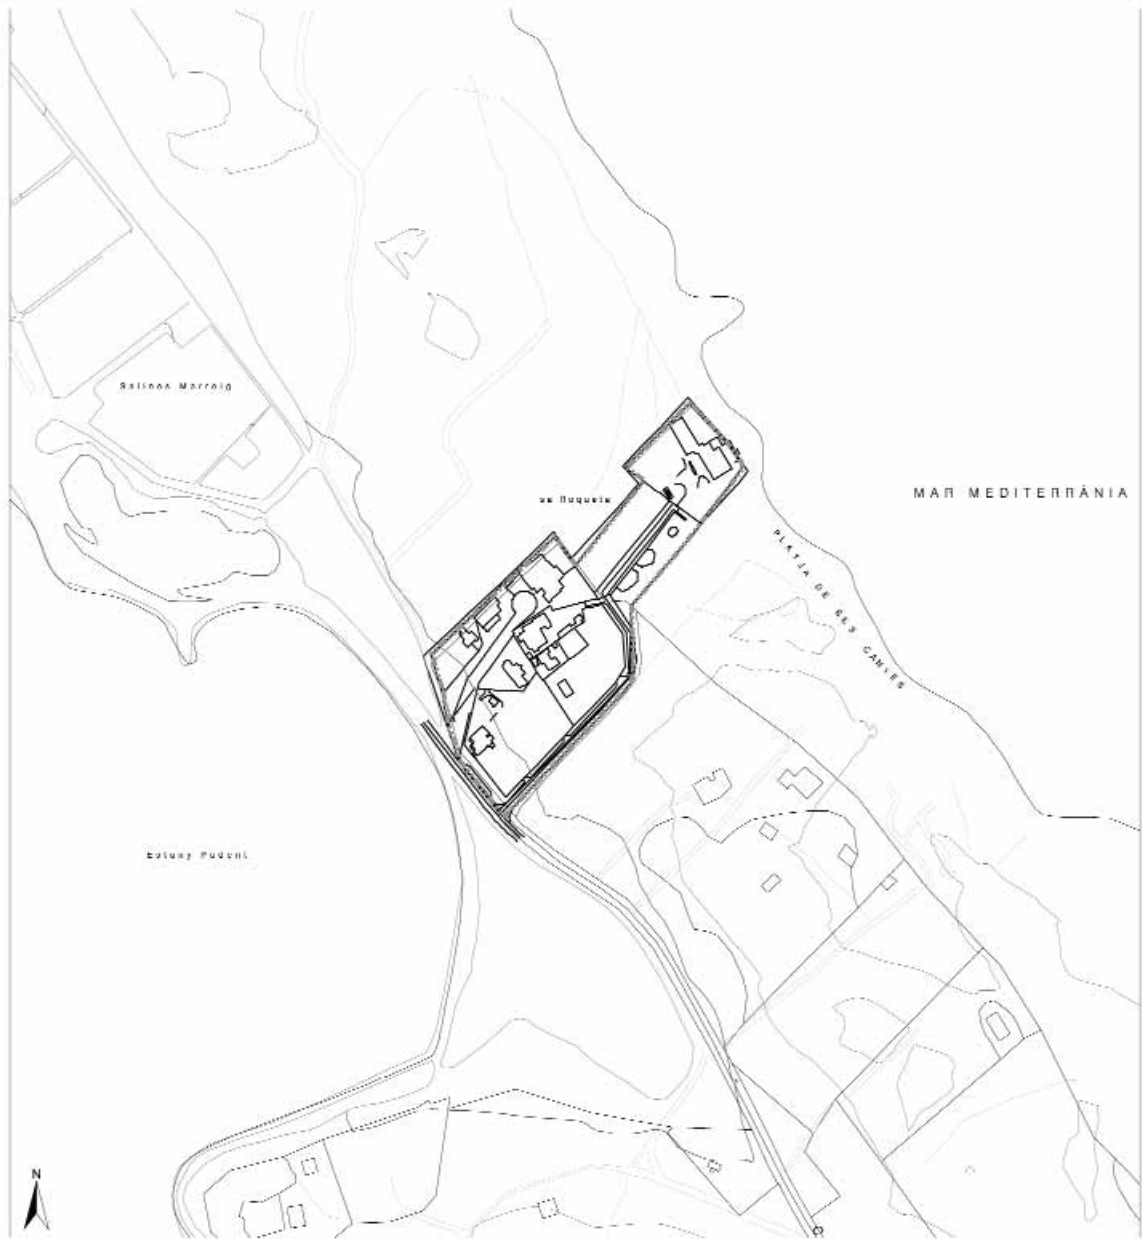 Salines Marroig
sa Roqueta
MAR MEDITERRÀNIA
PLATJA DE SES CANYES
Estany Pudent
N